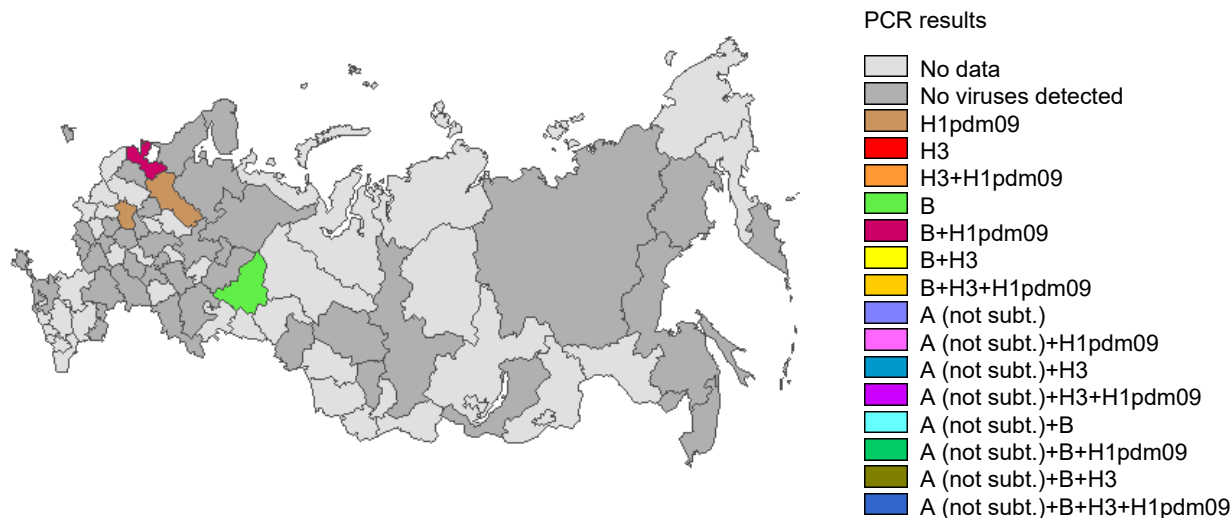 PCR results
No data
No viruses detected
H1pdm09
H3
H3+H1pdm09
B
B+H1pdm09
B+H3
B+H3+H1pdm09
A (not subt.)
A (not subt.)+H1pdm09
A (not subt.)+H3
A (not subt.)+H3+H1pdm09
A (not subt.)+B
A (not subt.)+B+H1pdm09
A (not subt.)+B+H3
A (not subt.)+B+H3+H1pdm09